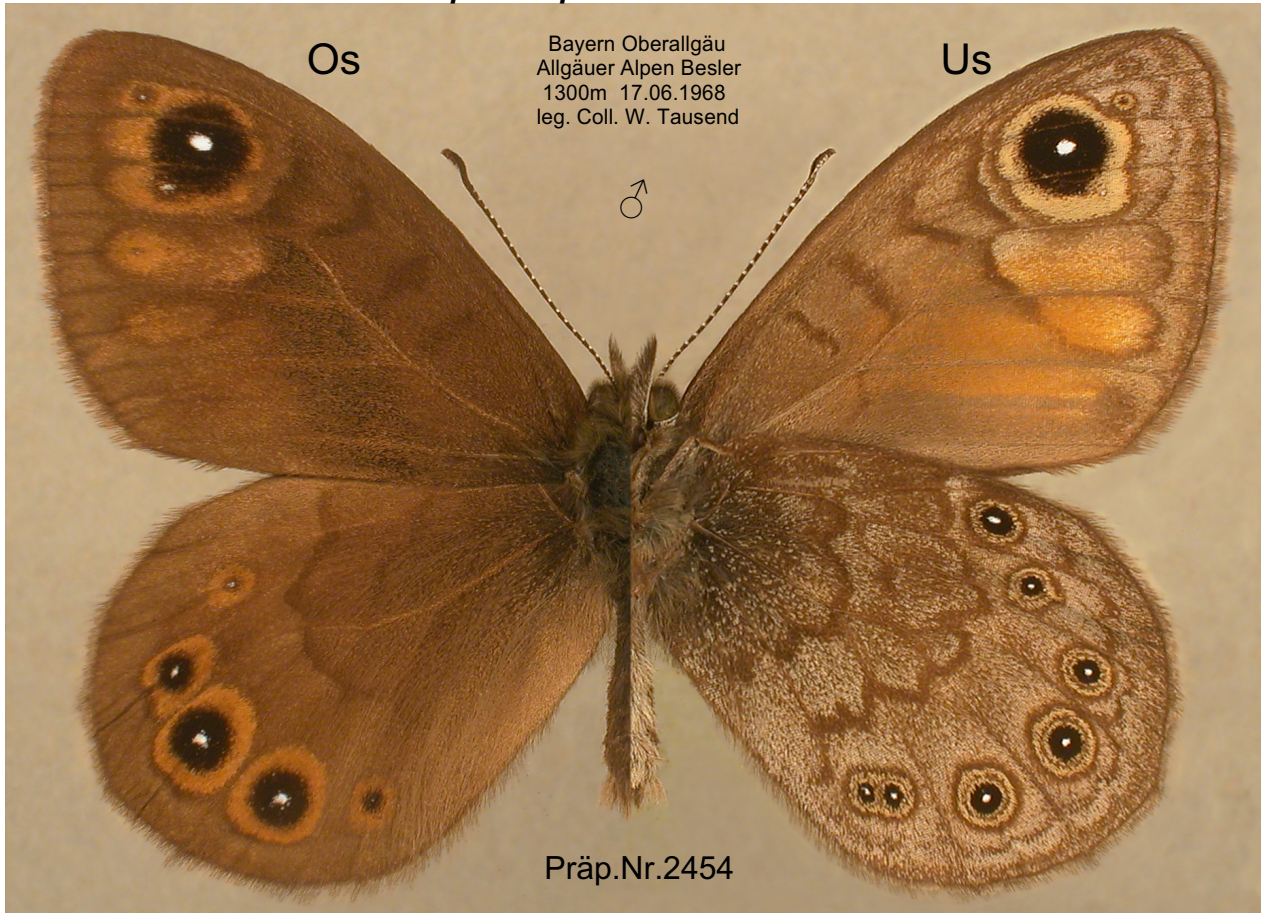 Os
Bayern Oberallgäu
Allgäuer Alpen Besler
1300m 17.06.1968
leg. Coll. W. Tausend
Us
♂
Präp.Nr.2454